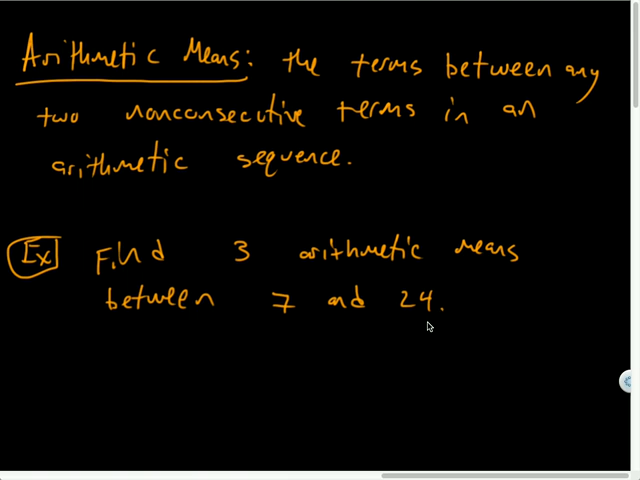 Arithmetic Means: the terms between any
two nonconsecutive terms in an
arithmetic sequence.
Ex Find 3 arithmetic means
between 7 and 24.